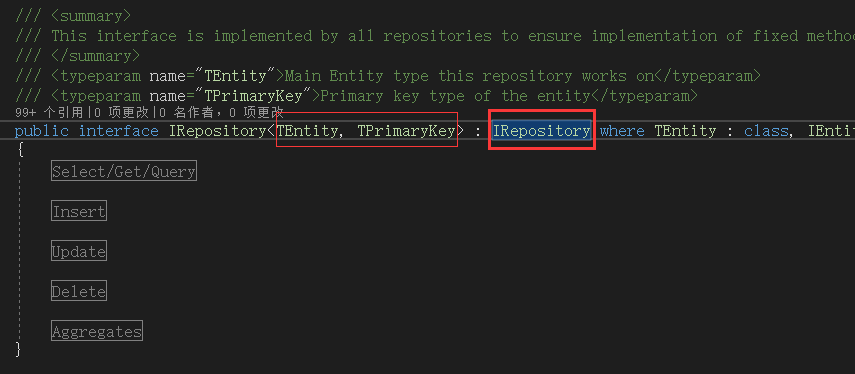 /// <summary>
/// This interface is implemented by all repositories to ensure implementation of fixed metho
/// </summary>
/// <typeparam name="TEntity">Main Entity type this repository works on</typeparam>
/// <typeparam name="TPrimaryKey">Primary key type of the entity</typeparam>
99+ 个引用|0 项更改|0 名作者，0 项更改
public interface IRepository<TEntity, TPrimaryKey> : IRepository where TEntity : class, IEntit
{
Select/Get/Query
Insert
Update
Delete
Aggregates
}